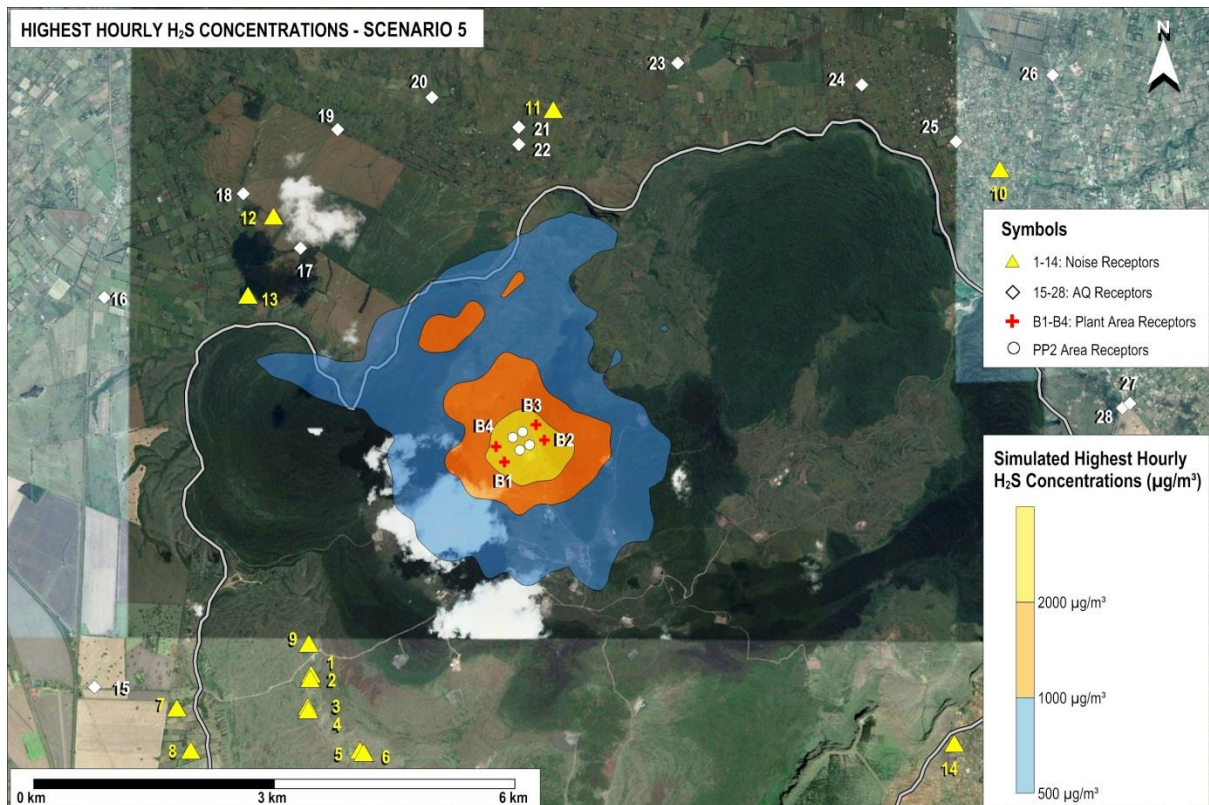 HIGHEST HOURLY H₂S CONCENTRATIONS - SCENARIO 5
N
23
26
20
24
11
19
21
25
22
10
18
12
17
16
13
Symbols
1-14: Noise Receptors
15-28: AQ Receptors
B1-B4: Plant Area Receptors
PP2 Area Receptors
27
28
B3
B4
B2
B1
Simulated Highest Hourly
H₂S Concentrations (µg/m³)
2000 µg/m³
1000 µg/m³
500 µg/m³
9
1
2
15
7
3
4
8
5
6
14
0 km
3 km
6 km